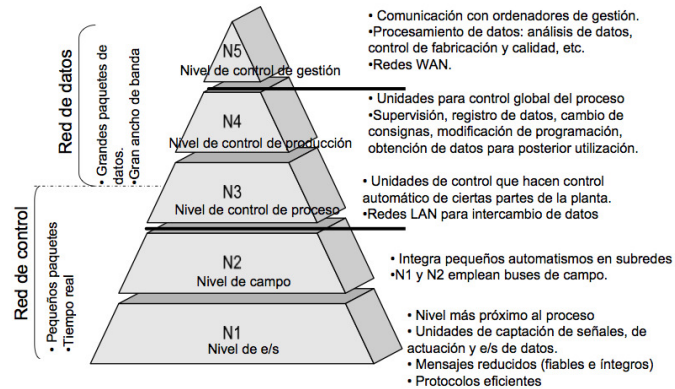 N5
Nivel de control de gestión
• Comunicación con ordenadores de gestión.
•Procesamiento de datos: análisis de datos,
control de fabricación y calidad, etc.
•Redes WAN.
N4
Nivel de control de producción
• Unidades para control global del proceso
•Supervisión, registro de datos, cambio de
consignas, modificación de programación,
obtención de datos para posterior utilización.
N3
Nivel de control de proceso
• Unidades de control que hacen control
automático de ciertas partes de la planta.
•Redes LAN para intercambio de datos
N2
Nivel de campo
• Integra pequeños automatismos en subredes
•N1 y N2 emplean buses de campo.
N1
Nivel de e/s
• Nivel más próximo al proceso
• Unidades de captación de señales, de
actuación y e/s de datos.
• Mensajes reducidos (fiables e íntegros)
• Protocolos eficientes
Red de datos
• Grandes paquetes de
datos.
•Gran ancho de banda
Red de control
• Pequeños paquetes
•Tiempo real